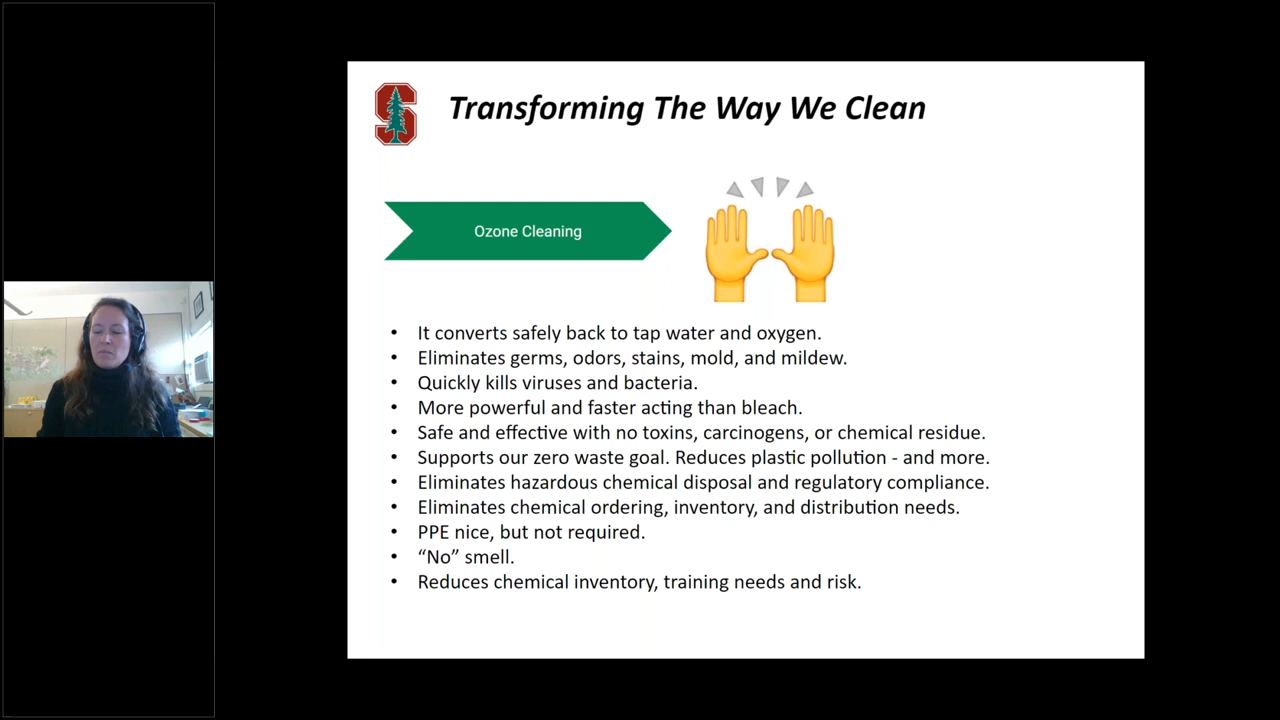 Transforming The Way We Clean
Ozone Cleaning
• It converts safely back to tap water and oxygen.
• Eliminates germs, odors, stains, mold, and mildew.
• Quickly kills viruses and bacteria.
• More powerful and faster acting than bleach.
• Safe and effective with no toxins, carcinogens, or chemical residue.
• Supports our zero waste goal. Reduces plastic pollution - and more.
• Eliminates hazardous chemical disposal and regulatory compliance.
• Eliminates chemical ordering, inventory, and distribution needs.
• PPE nice, but not required.
• “No” smell.
• Reduces chemical inventory, training needs and risk.